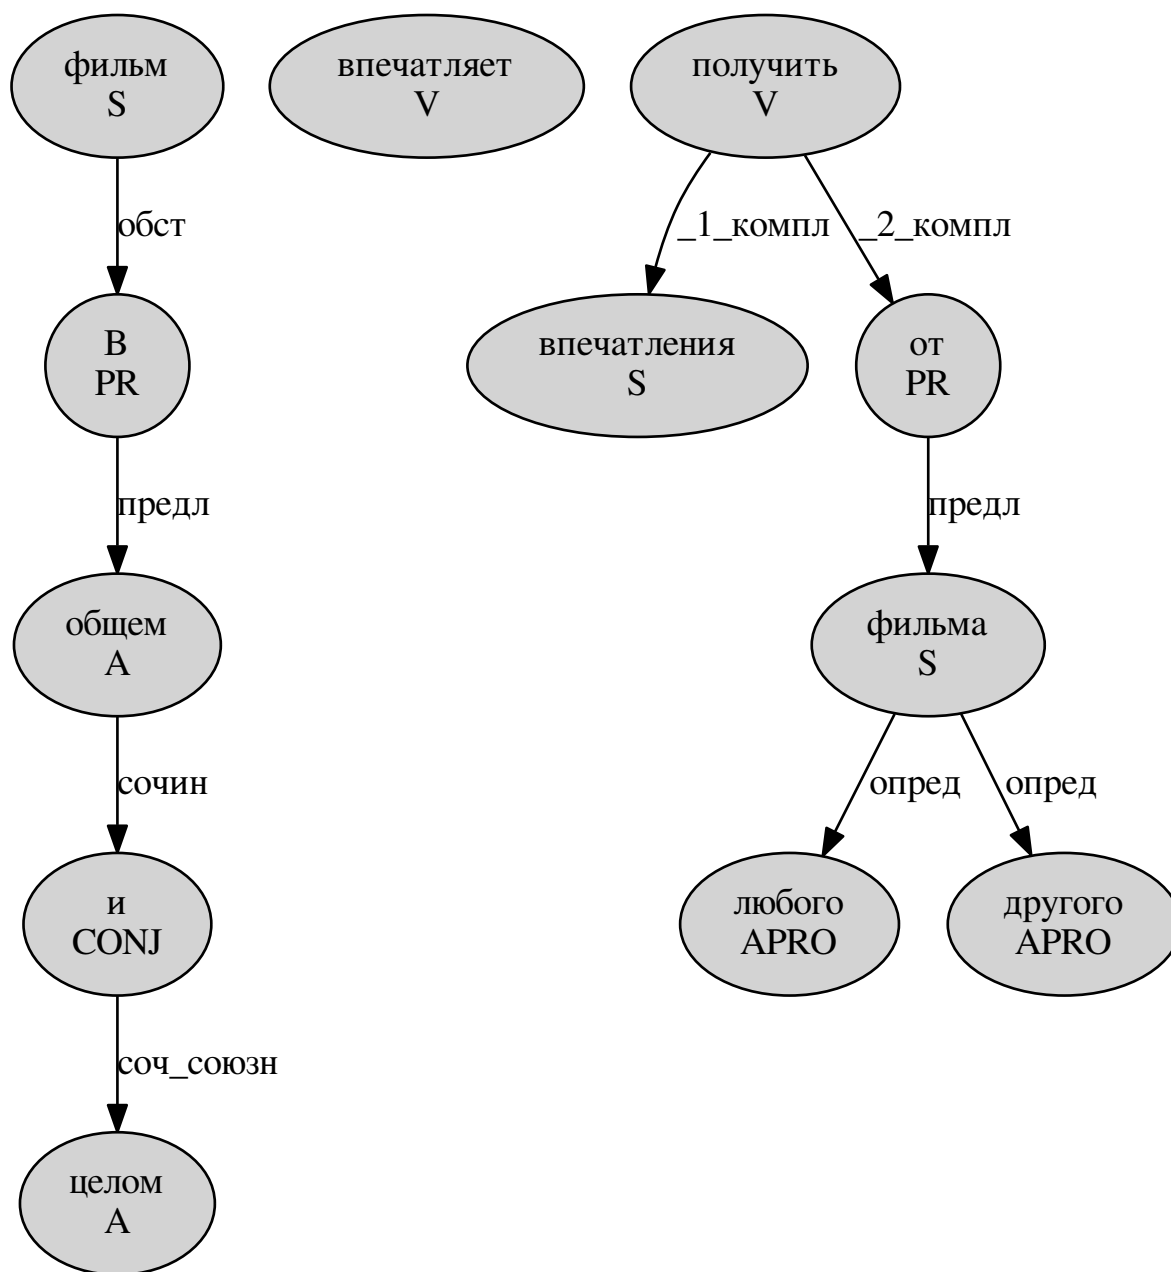 фильм
S
впечатляет
V
получить
V
обст
_1_компл
_2_компл
В
PR
впечатления
S
от
PR
предл
предл
общем
A
фильма
S
сочин
опред
опред
и
CONJ
любого
APRO
другого
APRO
соч_союзн
целом
A